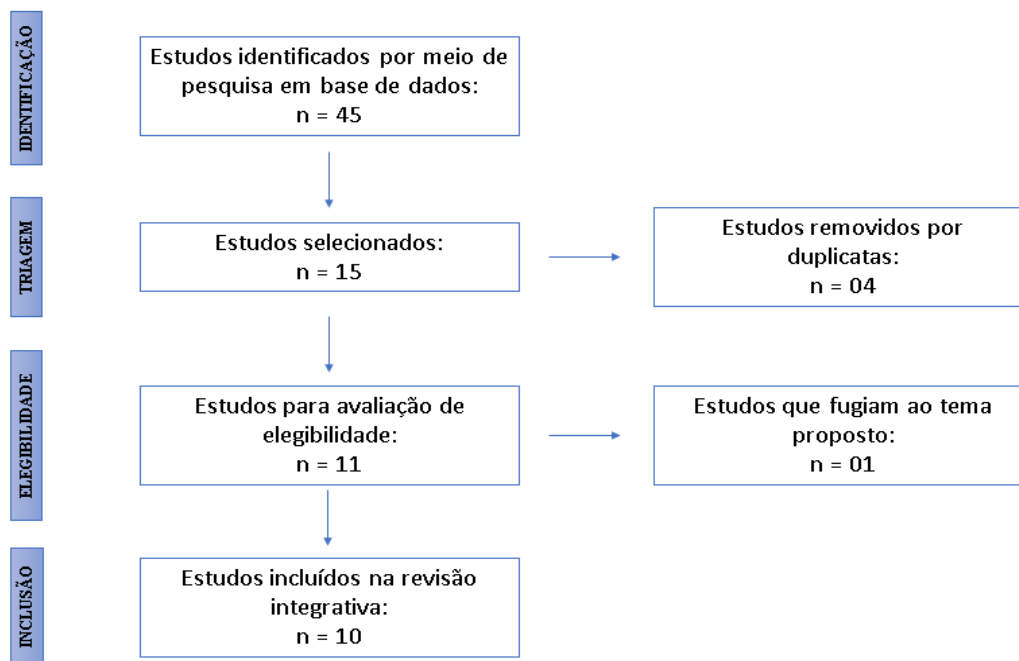 IDENTIFICAÇÃO
Estudos identificados por meio de
pesquisa em base de dados:
n = 45
TRIAGEM
Estudos selecionados:
n = 15
Estudos removidos por
duplicatas:
n = 04
ELEGIBILIDADE
Estudos para avaliação de
elegibilidade:
n = 11
Estudos que fugiam ao tema
proposto:
n = 01
INCLUSÃO
Estudos incluídos na revisão
integrativa:
n = 10